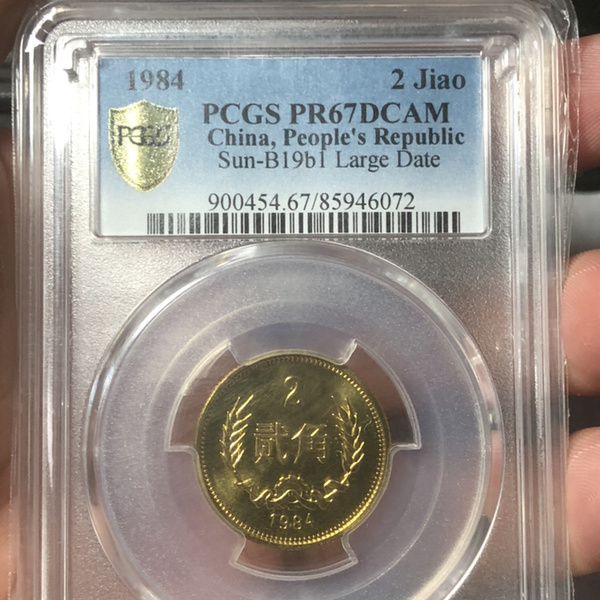 1984 2 Jiao
PCGS PR67DCAM
China, People's Republic
Sun-B19b1 Large Date
900454.67/85946072
PCGS
2
贰角
1984